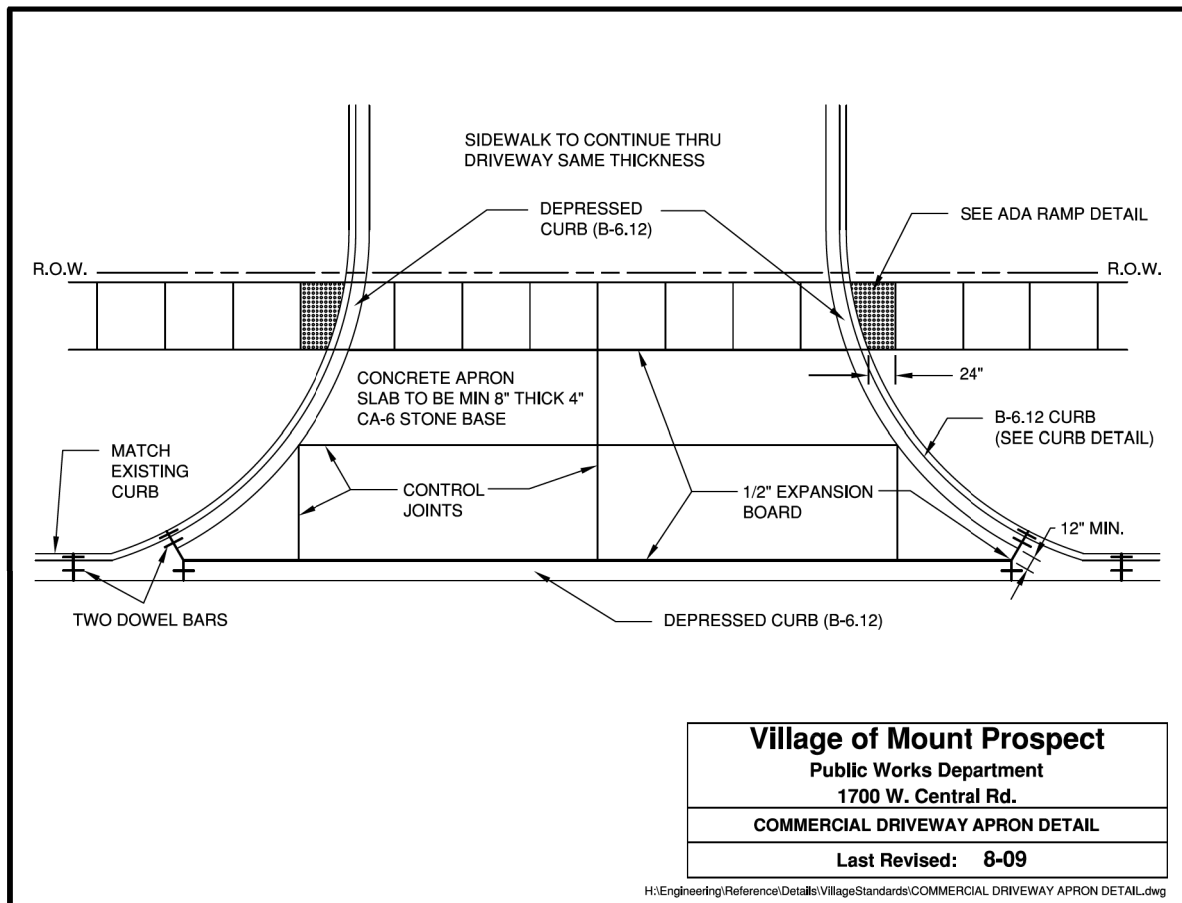 SIDEWALK TO CONTINUE THRU
DRIVEWAY SAME THICKNESS
DEPRESSED
CURB (B-6.12)
SEE ADA RAMP DETAIL
R.O.W.
R.O.W.
24"
CONCRETE APRON
SLAB TO BE MIN 8" THICK 4"
CA-6 STONE BASE
B-6.12 CURB
(SEE CURB DETAIL)
MATCH
EXISTING
CURB
CONTROL
JOINTS
1/2" EXPANSION
BOARD
12" MIN.
TWO DOWEL BARS
DEPRESSED CURB (B-6.12)
Village of Mount Prospect
Public Works Department
1700 W. Central Rd.
COMMERCIAL DRIVEWAY APRON DETAIL
Last Revised: 8-09
H:\Engineering\Reference\Details\VillageStandards\COMMERCIAL DRIVEWAY APRON DETAIL.dwg